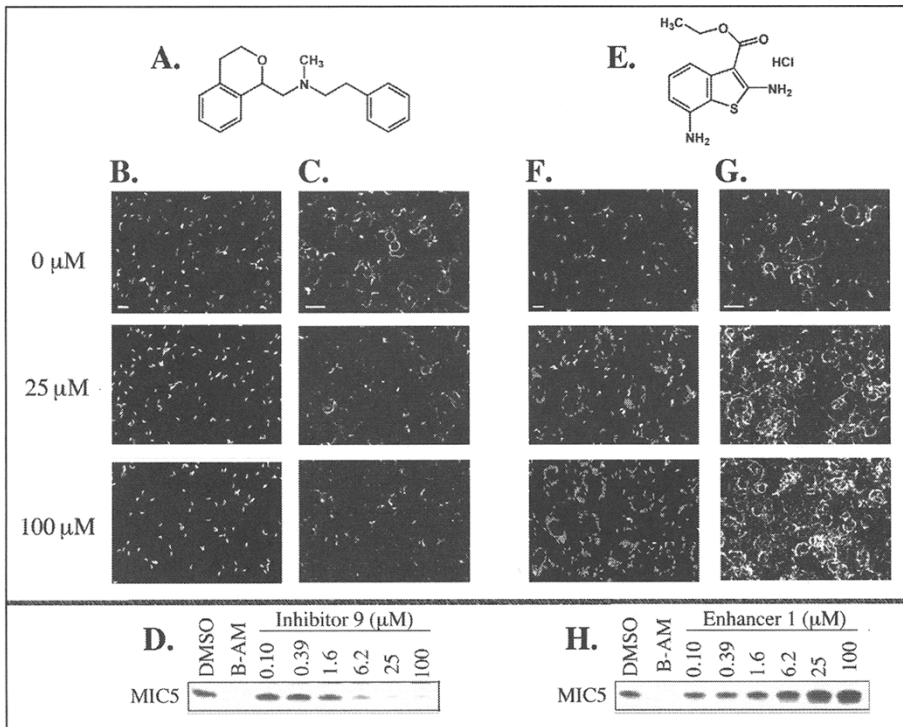 A.
O
CH₃
N
E.
H₃C
O
O
HCl
S
NH₂
NH₂
B.
C.
F.
G.
0 µM
25 µM
100 µM
D.
DMSO
B-AM
Inhibitor 9 (µM)
0.10
0.39
1.6
6.2
25
100
MIC5
H.
DMSO
B-AM
Enhancer 1 (µM)
0.10
0.39
1.6
6.2
25
100
MIC5